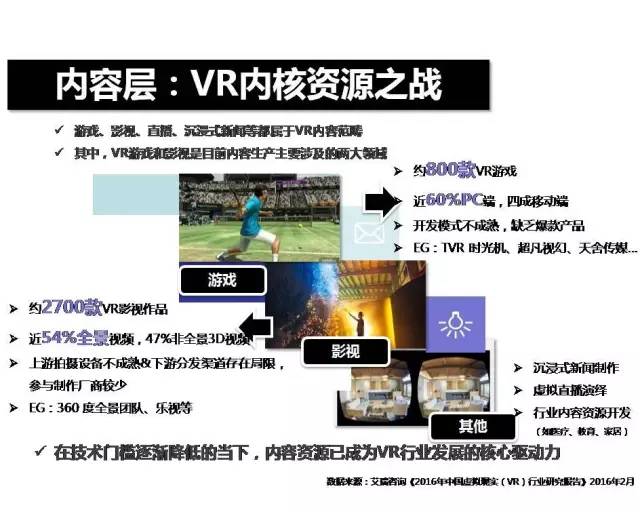 内容层：VR内核资源之战
✓ 游戏、影视、直播、沉浸式新闻等都属于VR内容范畴
✓ 其中，VR游戏和影视是目前内容生产主要涉及的两大领域
➤ 约800款VR游戏
➤ 近60%PC端，四成移动端
➤ 开发模式不成熟，缺乏爆款产品
➤ EG：TVR 时光机、超凡视幻、天舍传媒...
游戏
➤ 约2700款VR影视作品
➤ 近54%全景视频，47%非全景3D视频
➤ 上游拍摄设备不成熟&下游分发渠道存在局限，
参与制作厂商较少
➤ EG：360 度全景团队、乐视等
影视
➤ 沉浸式新闻制作
➤ 虚拟直播演绎
➤ 行业内容资源开发
（如医疗、教育、家居）
其他
✓ 在技术门槛逐渐降低的当下，内容资源已成为VR行业发展的核心驱动力
数据来源：艾瑞咨询《2016年中国虚拟现实（VR）行业研究报告》2016年2月